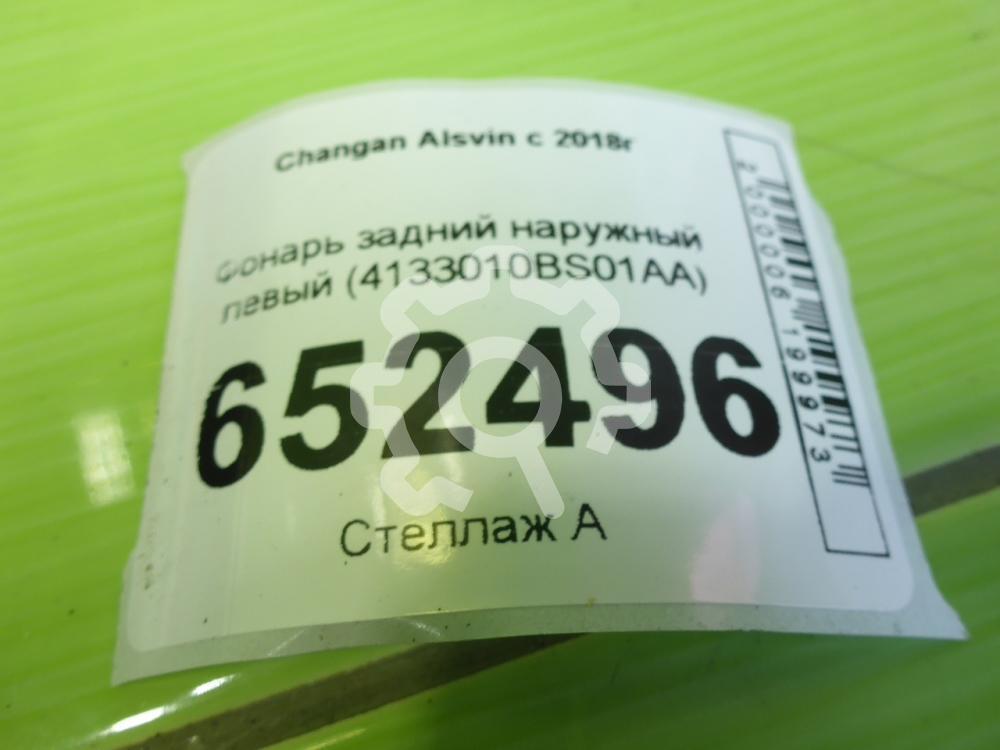 Changan Alsvin с 2018г
Фонарь задний наружный
левый (4133010BS01AA)
652496
Стеллаж А
2000006199973